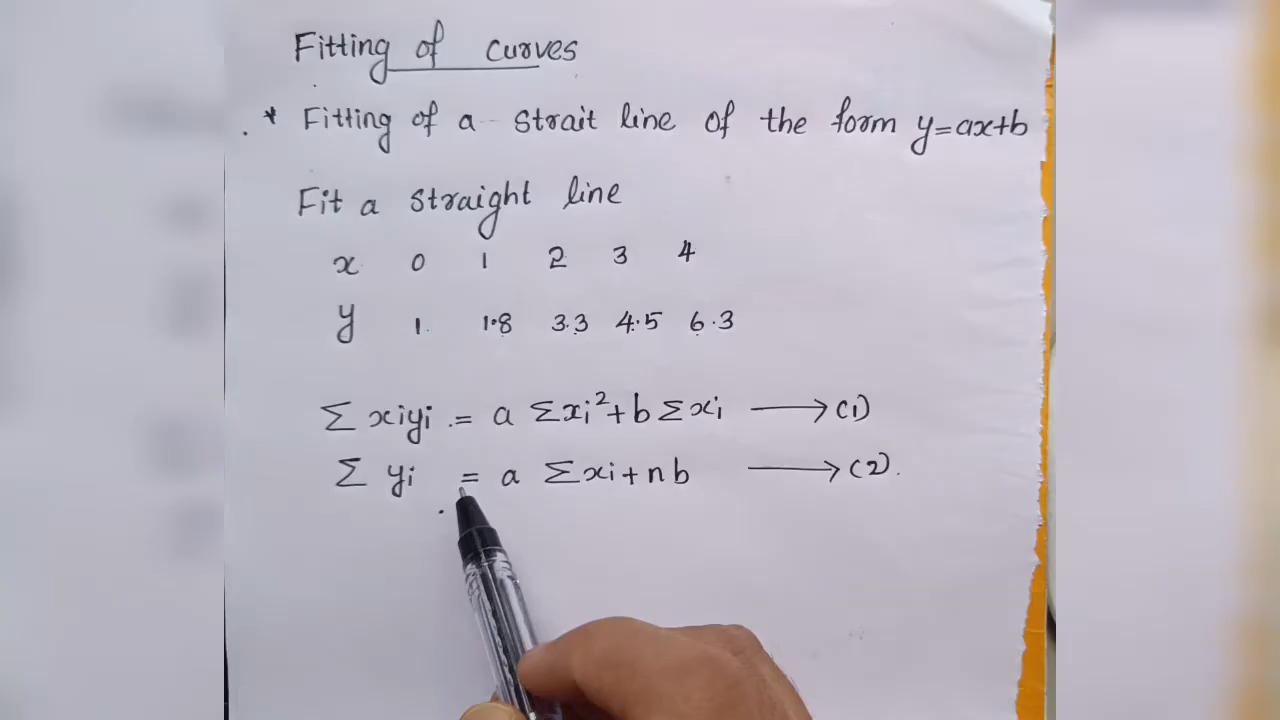 Fitting of curves
* Fitting of a strait line of the form y=ax+b
Fit a straight line
x 0 1 2 3 4
y 1. 1.8 3.3 4.5 6.3
Σ xiyi = a Σxi²+b Σxi ⟶ (1)
Σ yi = a Σxi+nb ⟶ (2).